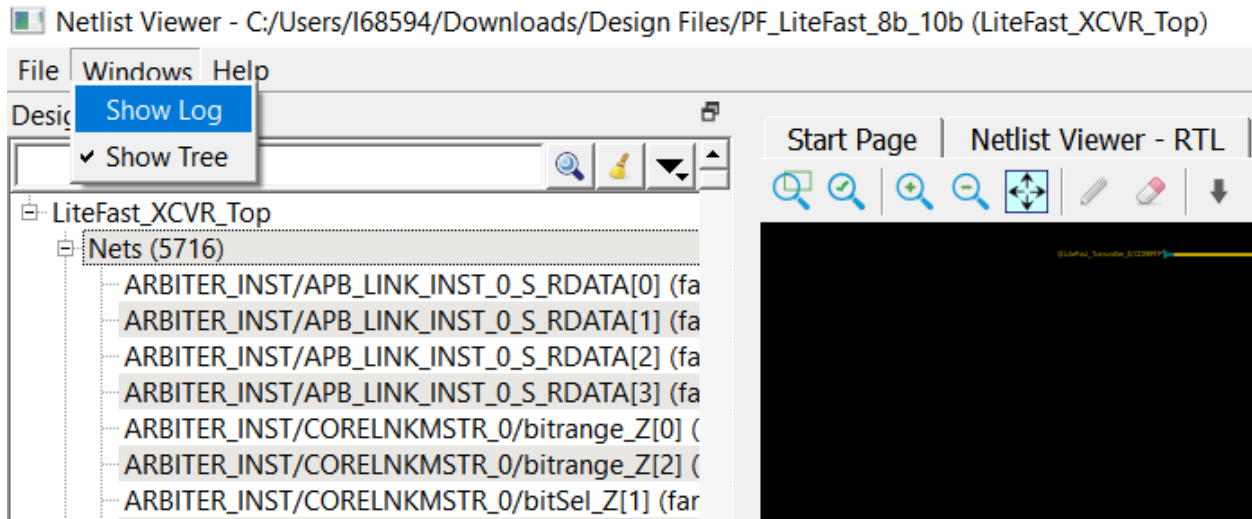 Netlist Viewer - C:/Users/I68594/Downloads/Design Files/PF_LiteFast_8b_10b (LiteFast_XCVR_Top)
File Windows Help
Desig
Show Log
Show Tree
Start Page
Netlist Viewer - RTL
LiteFast_XCVR_Top
Nets (5716)
ARBITER_INST/APB_LINK_INST_0_S_RDATA[0] (fa
ARBITER_INST/APB_LINK_INST_0_S_RDATA[1] (fa
ARBITER_INST/APB_LINK_INST_0_S_RDATA[2] (fa
ARBITER_INST/APB_LINK_INST_0_S_RDATA[3] (fa
ARBITER_INST/CORELNKMSTR_0/bitrange_Z[0] (
ARBITER_INST/CORELNKMSTR_0/bitrange_Z[2] (
ARBITER_INST/CORELNKMSTR_0/bitSel_Z[1] (fan